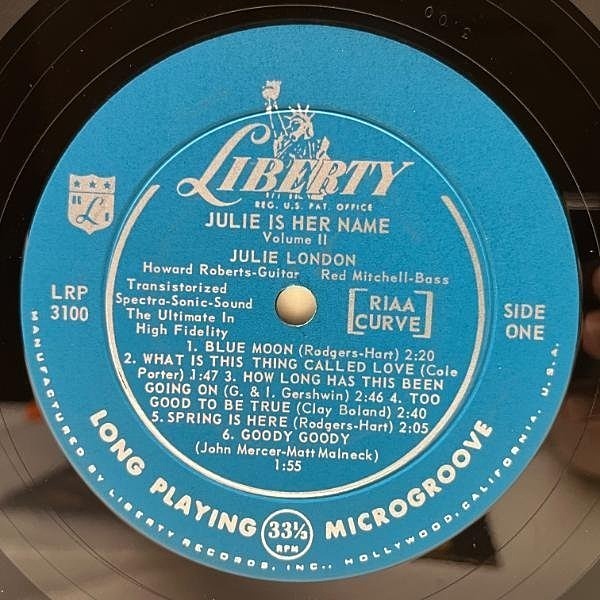 LIBERTY
REG. U.S. PAT. OFFICE
"L"
JULIE IS HER NAME
Volume II
JULIE LONDON
Howard Roberts-Guitar Red Mitchell-Bass
Transistorized
Spectra-Sonic-Sound
The Ultimate In
High Fidelity
LRP
3100
RIAA
CURVE
SIDE
ONE
1. BLUE MOON (Rodgers-Hart) 2:20
2. WHAT IS THIS THING CALLED LOVE (Cole
Porter) 1:47 3. HOW LONG HAS THIS BEEN
GOING ON (G. & I. Gershwin) 2:46 4. TOO
GOOD TO BE TRUE (Clay Boland) 2:40
5. SPRING IS HERE (Rodgers-Hart) 2:05
6. GOODY GOODY
(John Mercer-Matt Malneck)
1:55
LONG PLAYING 33⅓ RPM MICROGROOVE
MANUFACTURED BY LIBERTY RECORDS, INC., HOLLYWOOD, CALIFORNIA, U.S.A.